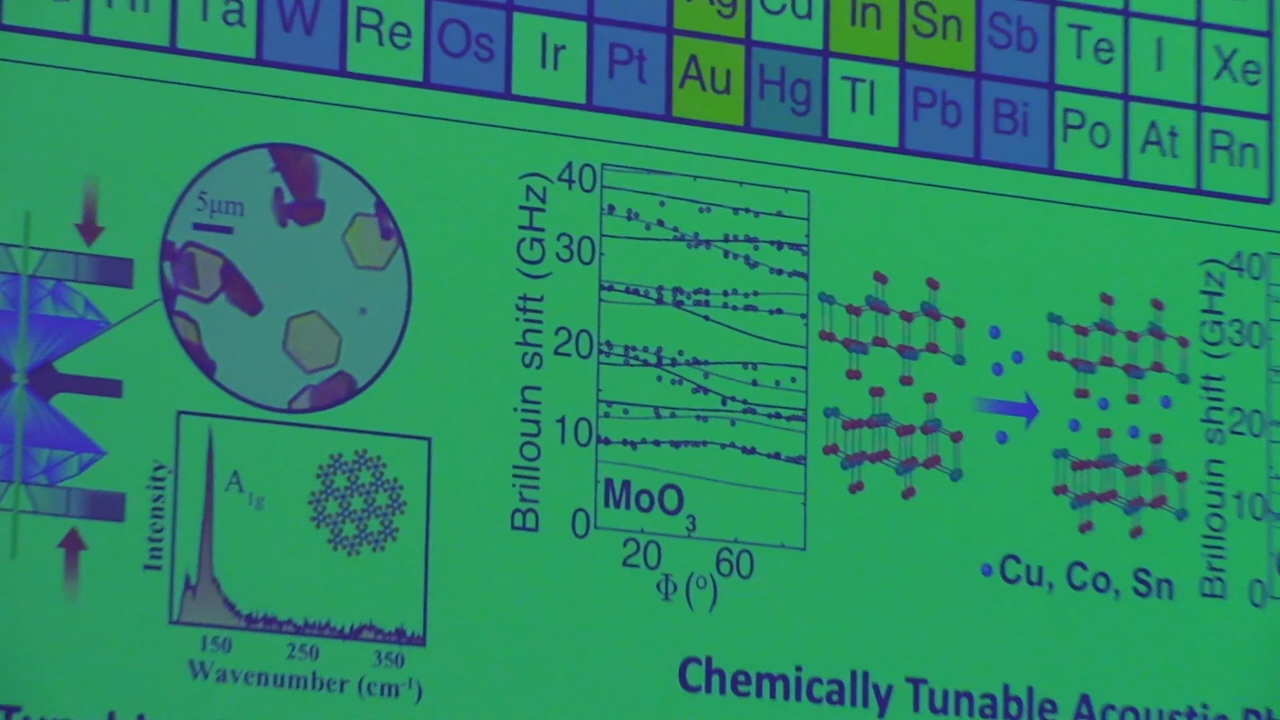 Ag Cd In Sn Sb Te I Xe
Ta W Re Os Ir Pt Au Hg Tl Pb Bi Po At Rn
5μm
Intensity
A1g
150 250 350
Wavenumber (cm-1)
Brillouin shift (GHz)
40
30
20
10
0
MoO3
20 60
Φ (°)
Cu, Co, Sn
Brillouin shift (GHz)
40
30
20
10
0
Chemically Tunable Acoustic